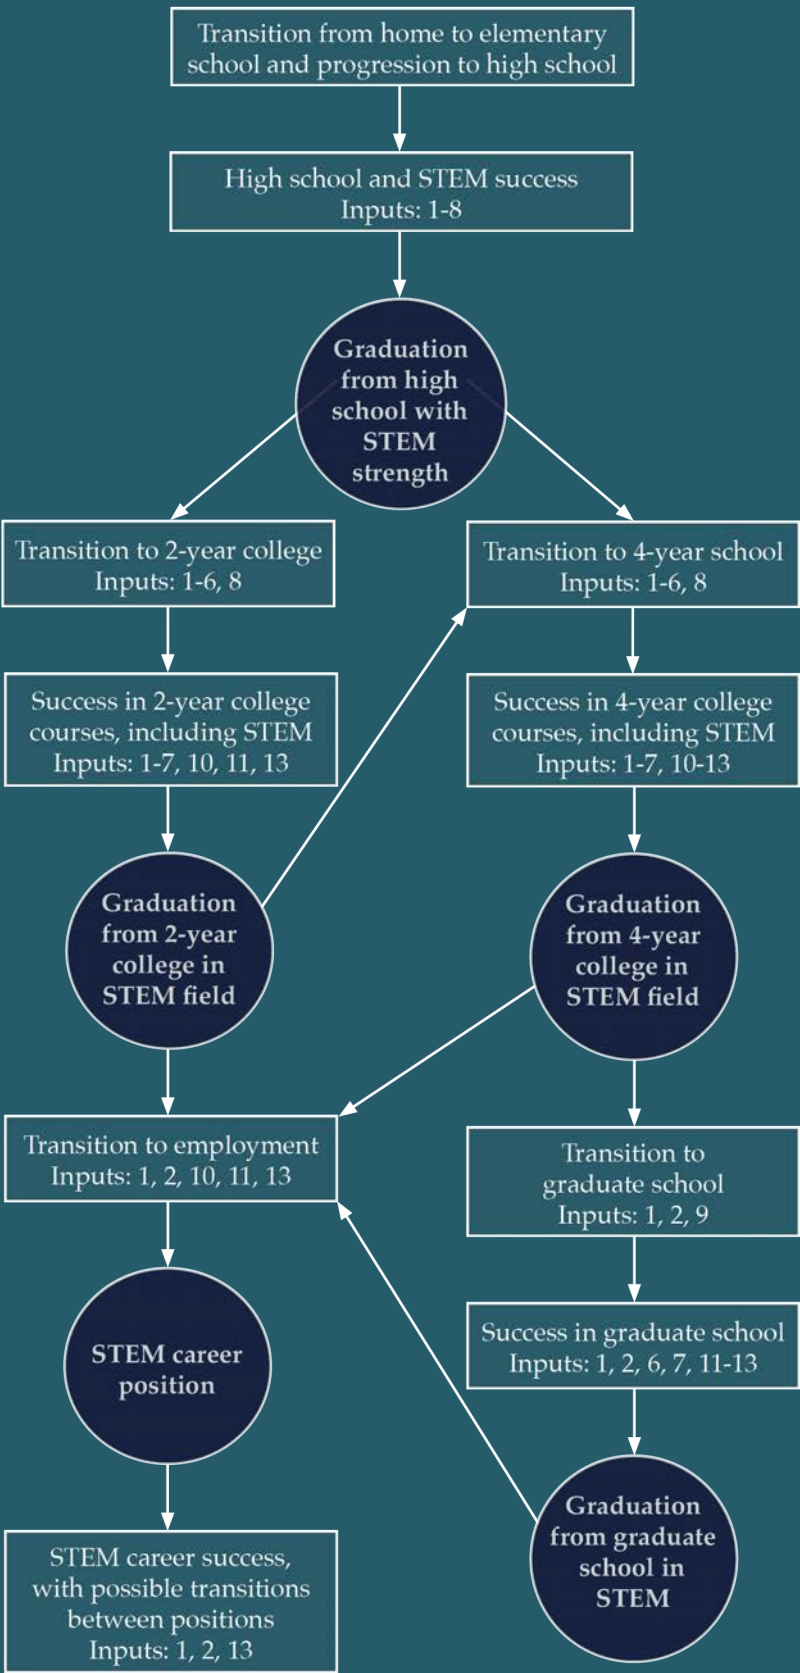 Transition from home to elementary
school and progression to high school
High school and STEM success
Inputs: 1-8
Graduation
from high
school with
STEM
strength
Transition to 2-year college
Inputs: 1-6, 8
Transition to 4-year school
Inputs: 1-6, 8
Success in 2-year college
courses, including STEM
Inputs: 1-7, 10, 11, 13
Success in 4-year college
courses, including STEM
Inputs: 1-7, 10-13
Graduation
from 2-year
college in
STEM field
Graduation
from 4-year
college in
STEM field
Transition to employment
Inputs: 1, 2, 10, 11, 13
Transition to
graduate school
Inputs: 1, 2, 9
STEM career
position
Success in graduate school
Inputs: 1, 2, 6, 7, 11-13
STEM career success,
with possible transitions
between positions
Inputs: 1, 2, 13
Graduation
from graduate
school in
STEM